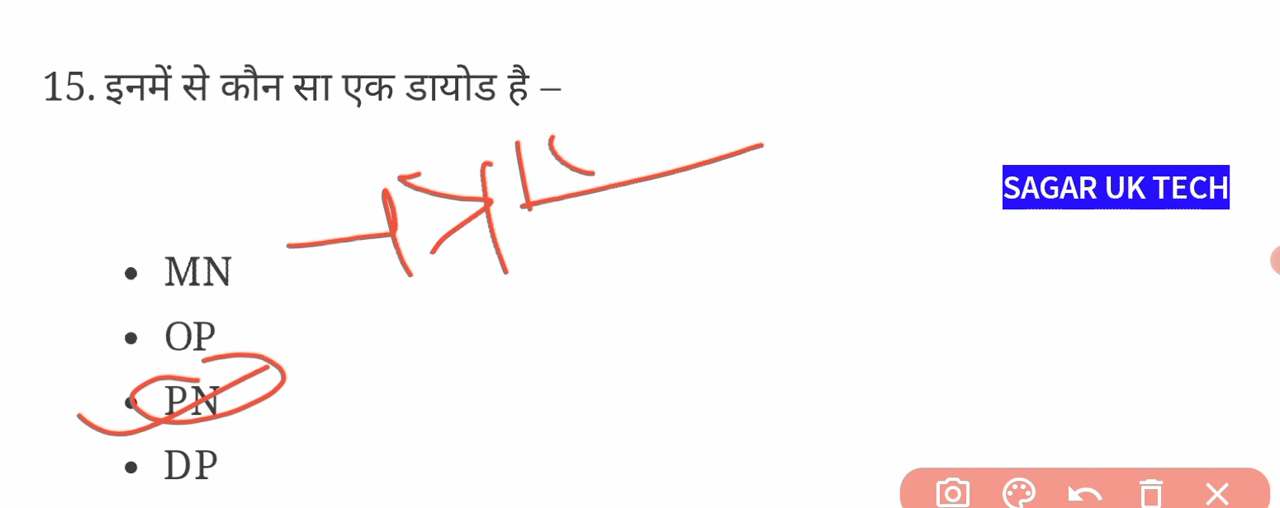 15. इनमें से कौन सा एक डायोड है –
SAGAR UK TECH
• MN
• OP
• PN
• DP